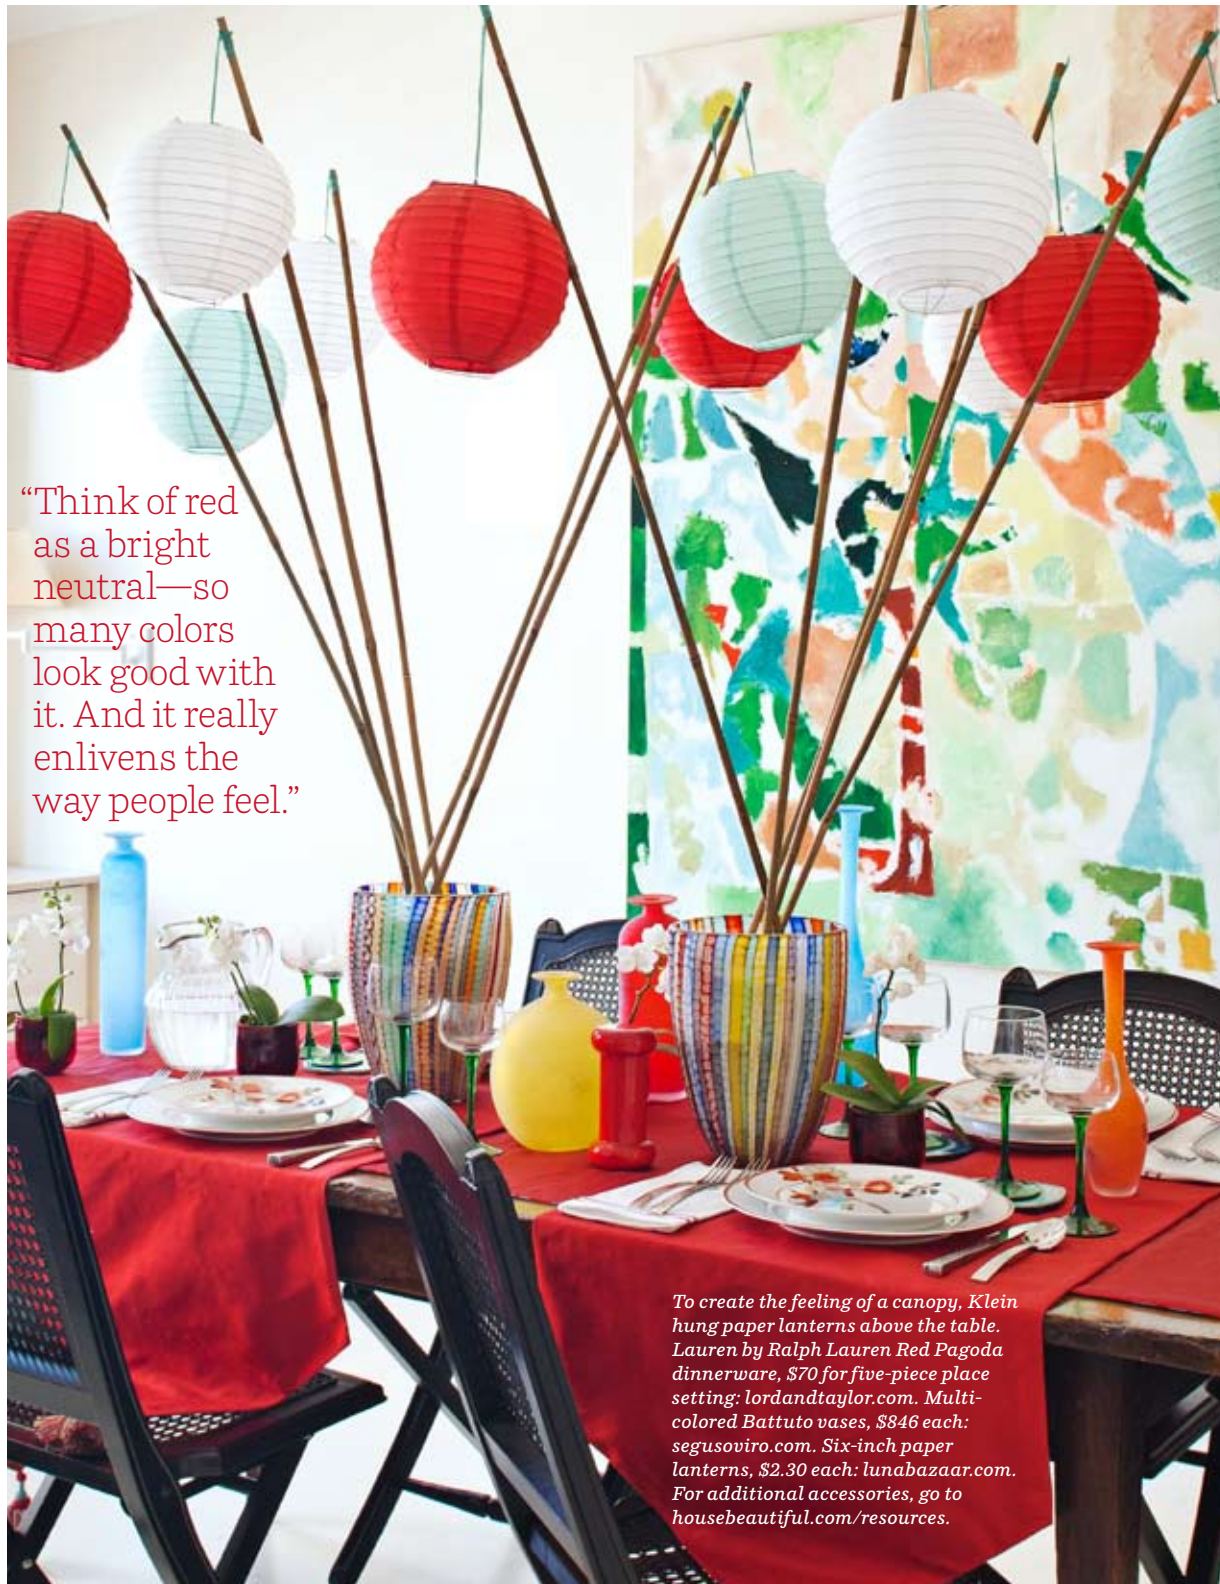 “Think of red
as a bright
neutral—so
many colors
look good with
it. And it really
enlivens the
way people feel.”
To create the feeling of a canopy, Klein
hung paper lanterns above the table.
Lauren by Ralph Lauren Red Pagoda
dinnerware, $70 for five-piece place
setting: lordandtaylor.com. Multi-
colored Battuto vases, $846 each:
segusoviro.com. Six-inch paper
lanterns, $2.30 each: lunabazaar.com.
For additional accessories, go to
housebeautiful.com/resources.